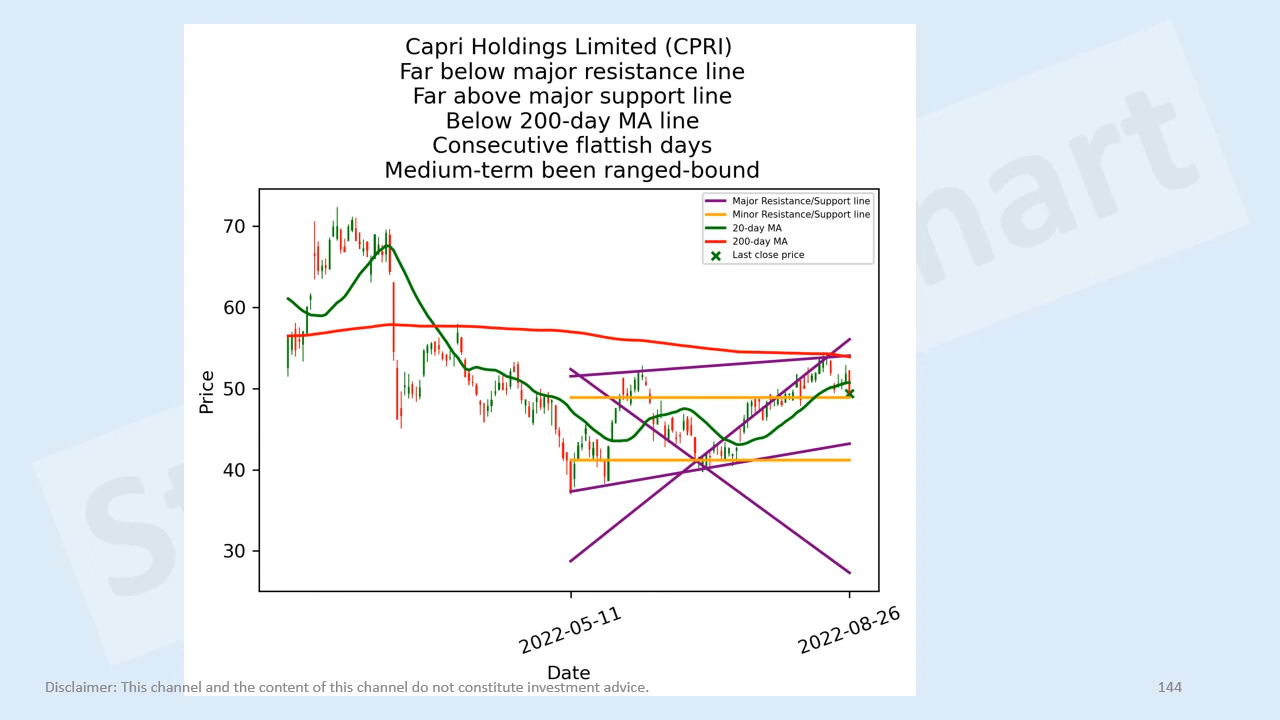 Capri Holdings Limited (CPRI)
Far below major resistance line
Far above major support line
Below 200-day MA line
Consecutive flattish days
Medium-term been ranged-bound
Major Resistance/Support line
Minor Resistance/Support line
20-day MA
200-day MA
Last close price
70
60
50
40
30
Price
2022-05-11
2022-08-26
Date
Disclaimer: This channel and the content of this channel do not constitute investment advice.
144